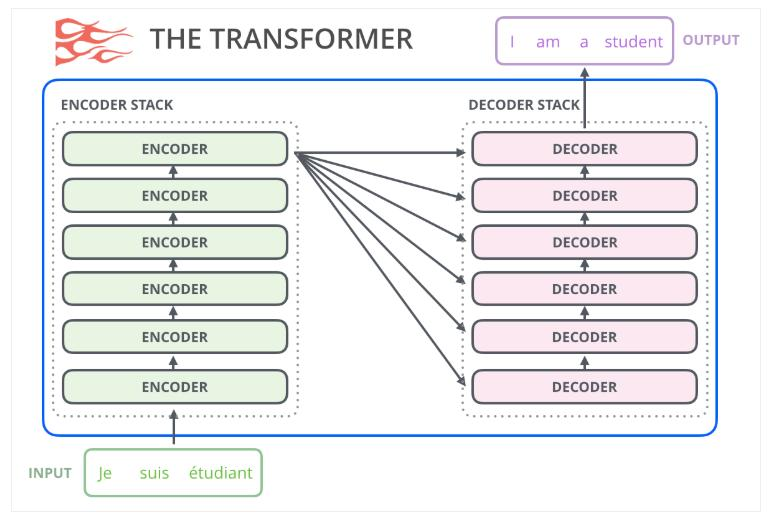 THE TRANSFORMER
I am a student
OUTPUT
ENCODER STACK
DECODER STACK
ENCODER
ENCODER
ENCODER
ENCODER
ENCODER
ENCODER
DECODER
DECODER
DECODER
DECODER
DECODER
DECODER
INPUT
Je suis étudiant